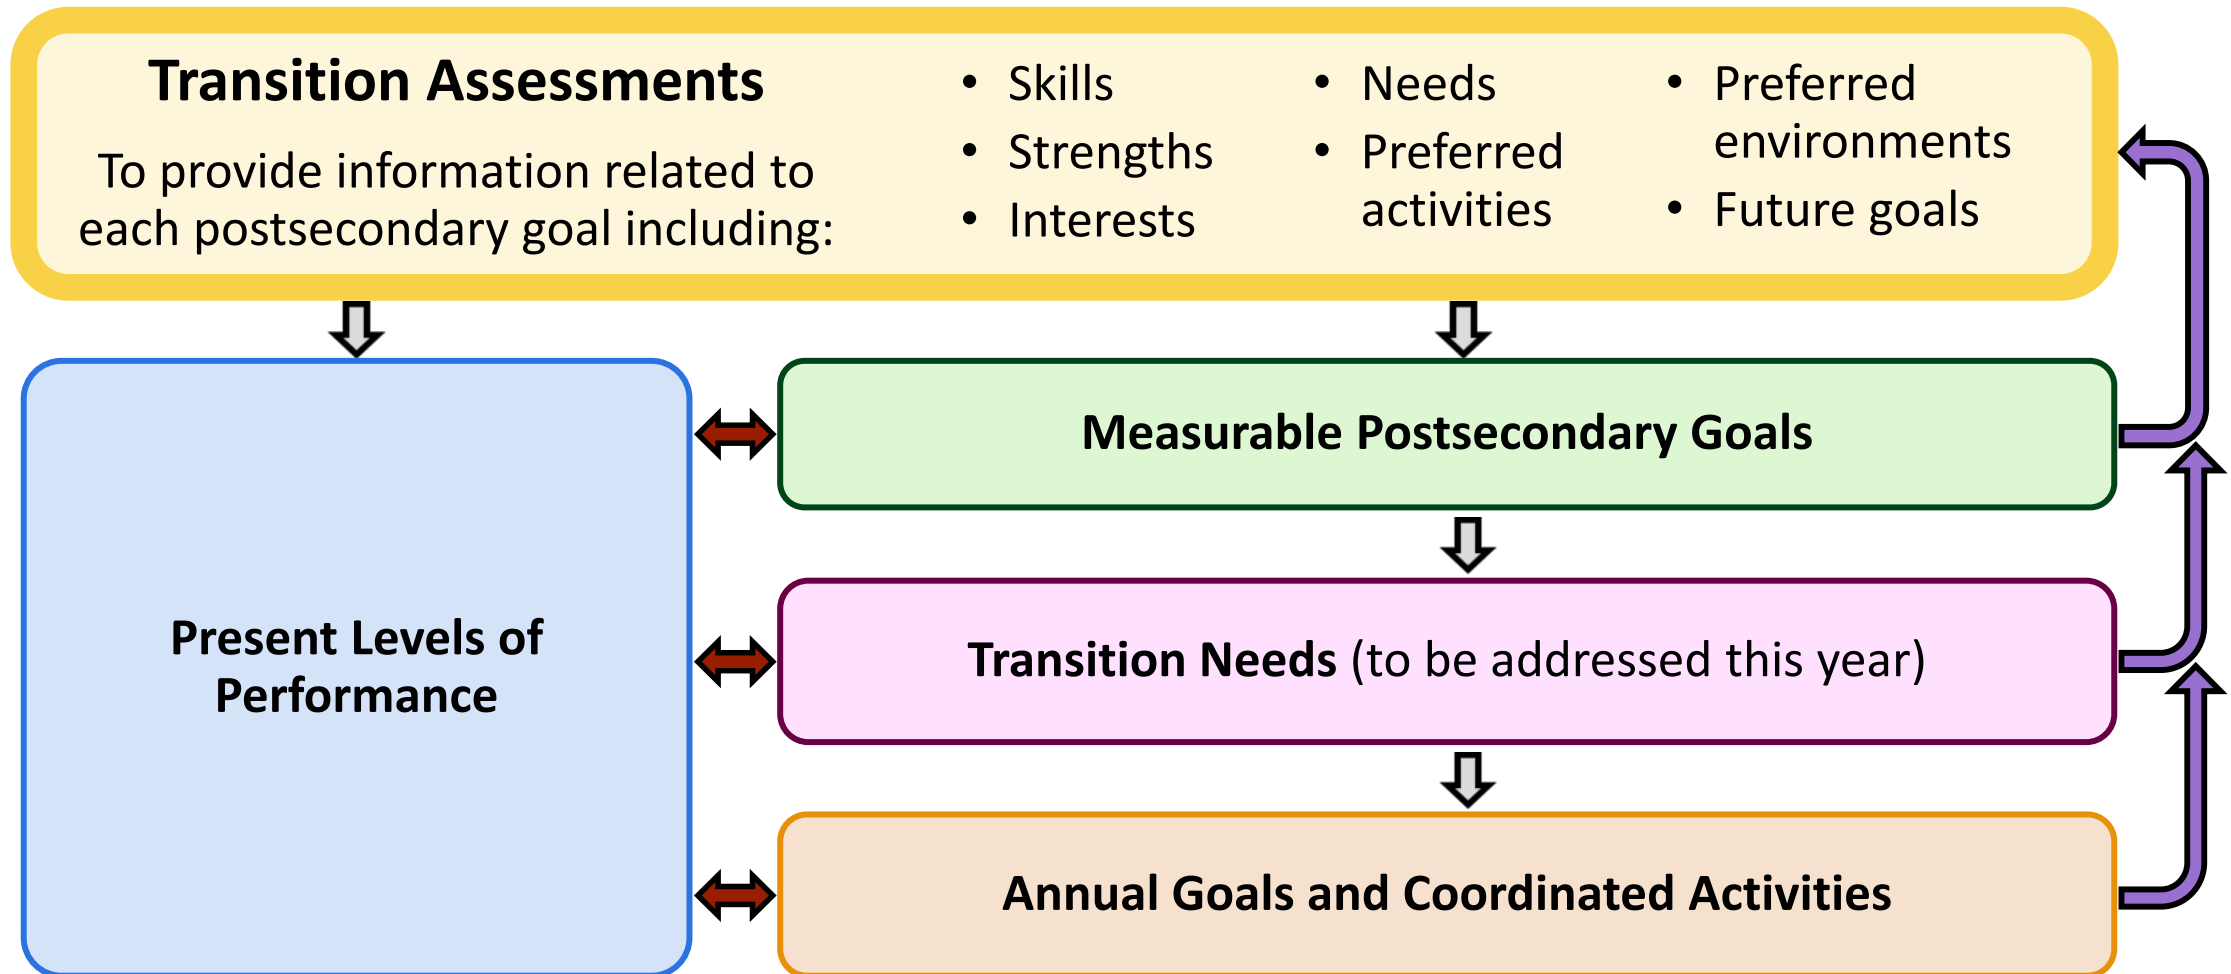 Transition Assessments
To provide information related to
each postsecondary goal including:
• Skills
• Strengths
• Interests
• Needs
• Preferred
activities
• Preferred
environments
• Future goals
Measurable Postsecondary Goals
Present Levels of
Performance
Transition Needs (to be addressed this year)
Annual Goals and Coordinated Activities